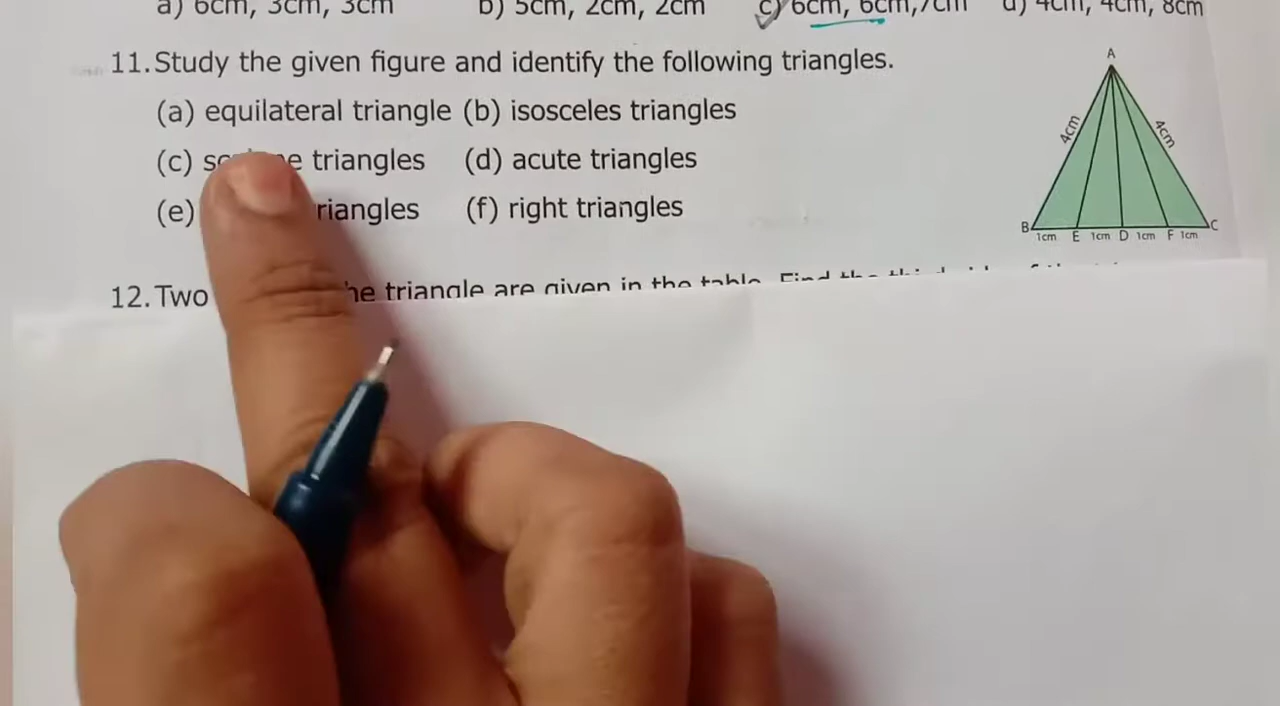 a) 6cm, 3cm, 3cm b) 5cm, 2cm, 2cm c) 6cm, 6cm,7cm d) 4cm, 4cm, 8cm
11. Study the given figure and identify the following triangles.
(a) equilateral triangle (b) isosceles triangles
(c) triangles (d) acute triangles
(e) riangles (f) right triangles
A
4cm 4cm
B C
1cm E 1cm D 1cm F 1cm
12. Two he triangle are given in the table. Find the